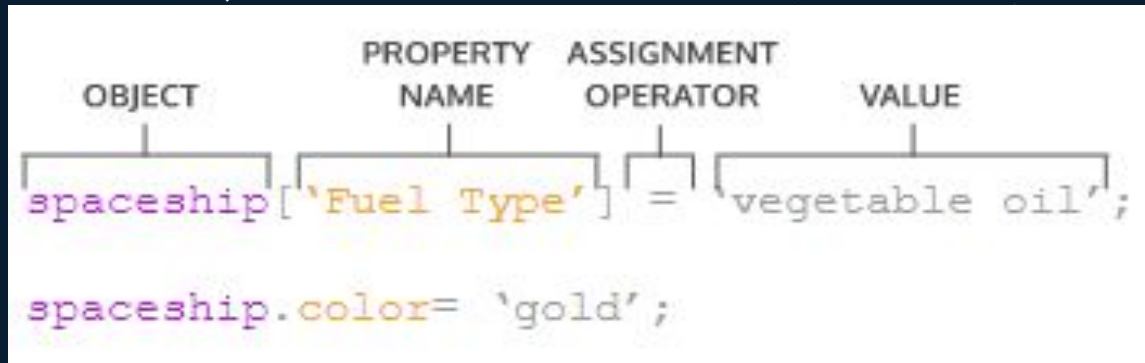 PROPERTY ASSIGNMENT
OBJECT NAME OPERATOR VALUE
spaceship[‘Fuel Type’] = ‘vegetable oil’;
spaceship.color= ‘gold’;